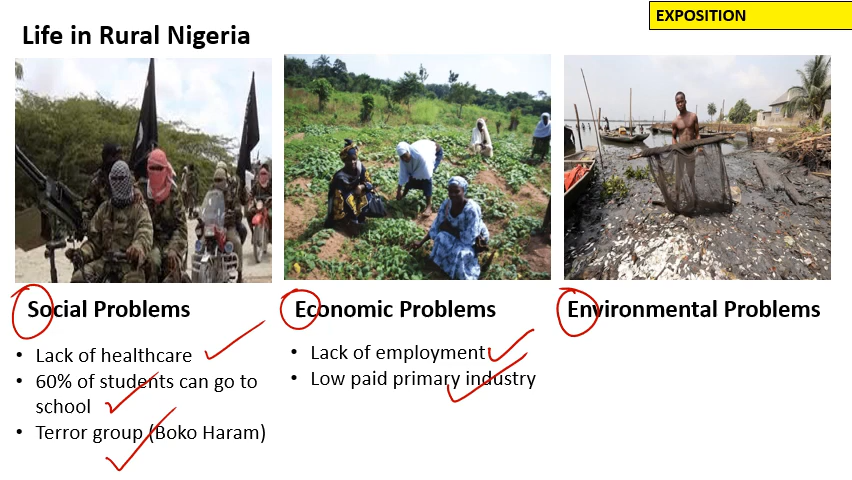 EXPOSITION
Life in Rural Nigeria
Social Problems
Economic Problems
Environmental Problems
• Lack of healthcare
• 60% of students can go to
school
• Terror group (Boko Haram)
• Lack of employment
• Low paid primary industry